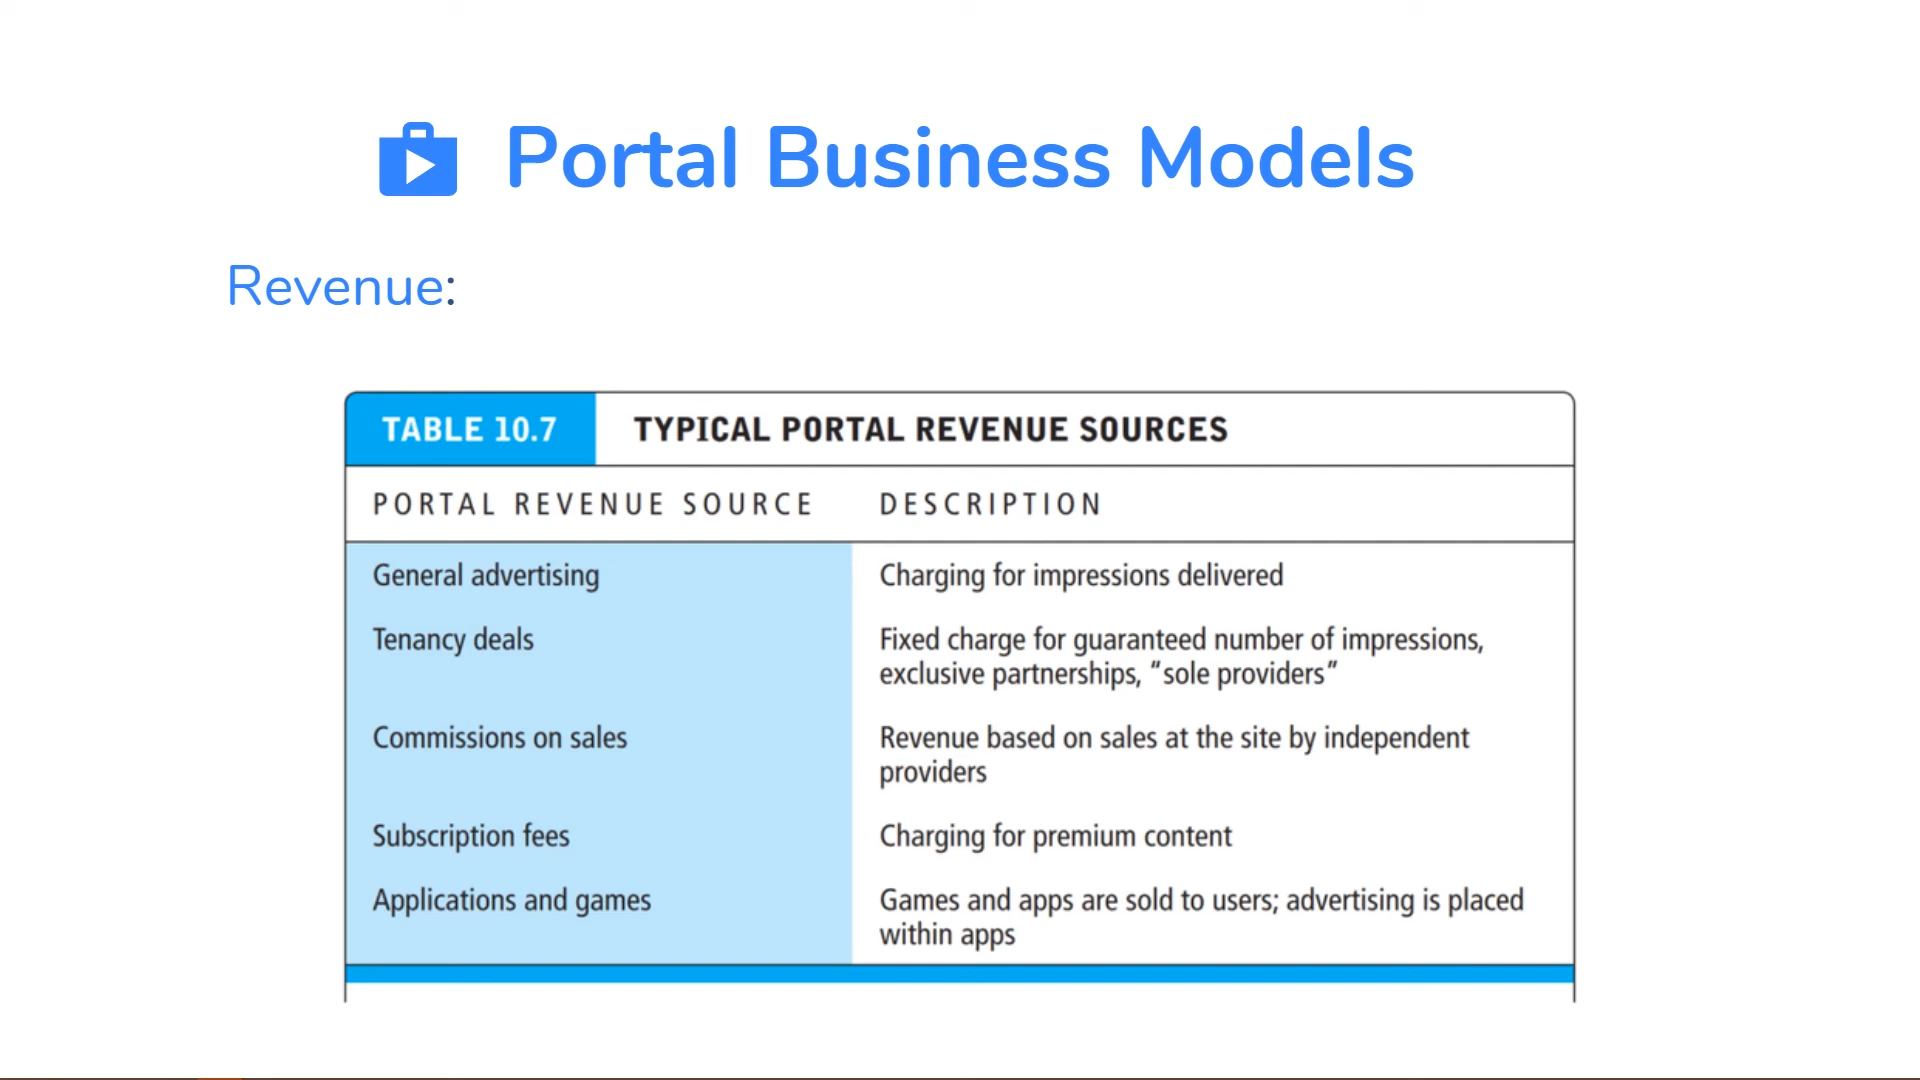 Portal Business Models
Revenue:
TABLE 10.7 TYPICAL PORTAL REVENUE SOURCES
PORTAL REVENUE SOURCE DESCRIPTION
General advertising Charging for impressions delivered
Tenancy deals Fixed charge for guaranteed number of impressions,
exclusive partnerships, “sole providers”
Commissions on sales Revenue based on sales at the site by independent
providers
Subscription fees Charging for premium content
Applications and games Games and apps are sold to users; advertising is placed
within apps